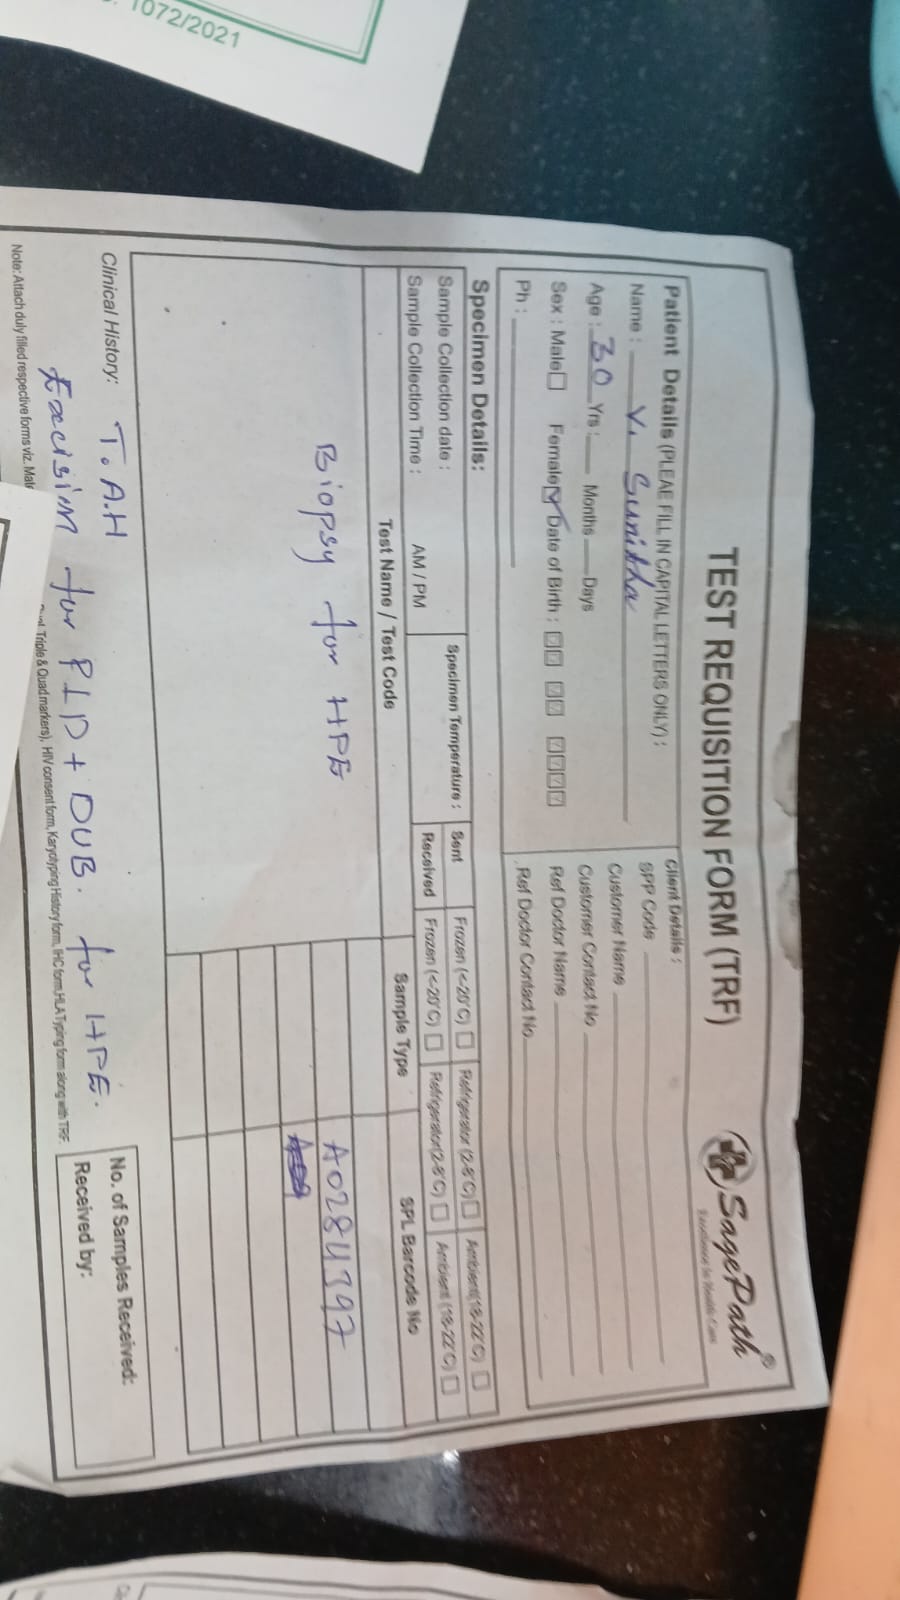 1072/2021
TEST REQUISITION FORM (TRF)
SagePath®
Excellence in Health Care
Patient Details (PLEAE FILL IN CAPITAL LETTERS ONLY) :
Name : V. Sunitha
Age : 30 Yrs : Months Days
Sex : Male Female Date of Birth :
Ph :
Client Details :
SPP Code
Customer Name
Customer Contact No
Ref Doctor Name
Ref Doctor Contact No
Specimen Details:
Sample Collection date :
Sample Collection Time : AM / PM
Specimen Temperature :
Sent Frozen (<-20°C) Refrigerator (2-8°C) Ambient(18-22°C)
Received Frozen (<-20°C) Refrigerator(2-8°C) Ambient (18-22°C)
Test Name / Test Code Sample Type SPL Barcode No
Biopsy for HPE A0284397
Clinical History: T.A.H
Excision for PID + DUB. for HPE.
No. of Samples Received:
Received by:
Note: Attach duly filled respective forms viz. Triple & Quad markers), HIV consent form, Karyotyping History form, IHC form, HLA Typing form along with TRF.